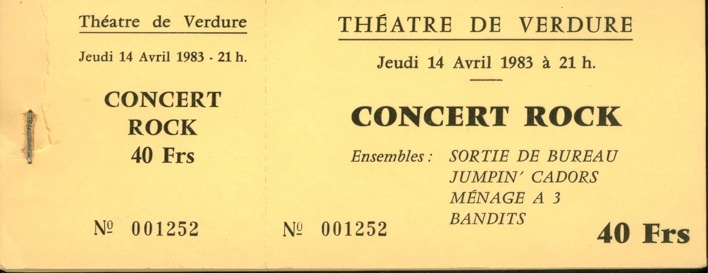 Théatre de Verdure
Jeudi 14 Avril 1983 - 21 h.
CONCERT
ROCK
40 Frs
Nº 001252
THÉATRE DE VERDURE
Jeudi 14 Avril 1983 à 21 h.
CONCERT ROCK
Ensembles : SORTIE DE BUREAU
JUMPIN' CADORS
MÉNAGE A 3
BANDITS
Nº 001252
40 Frs